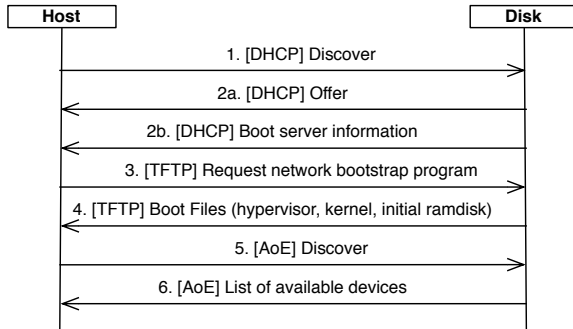 Host
Disk
1. [DHCP] Discover
2a. [DHCP] Offer
2b. [DHCP] Boot server information
3. [TFTP] Request network bootstrap program
4. [TFTP] Boot Files (hypervisor, kernel, initial ramdisk)
5. [AoE] Discover
6. [AoE] List of available devices